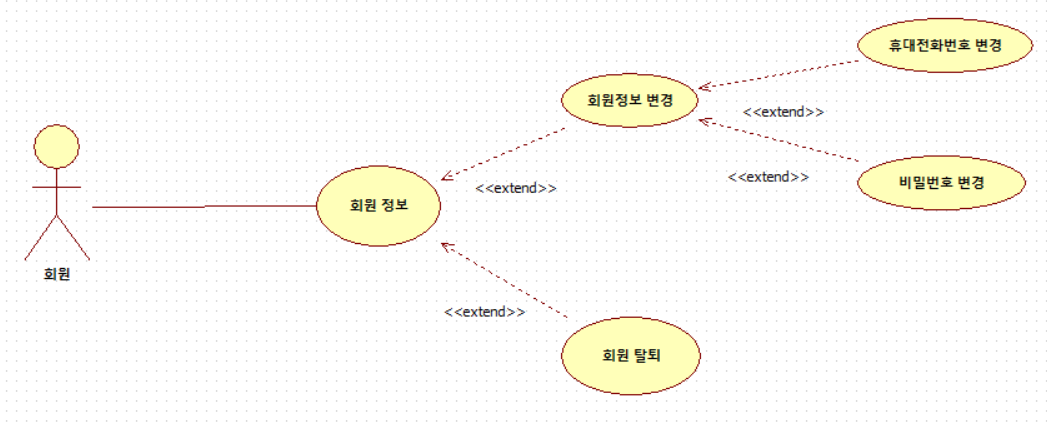 휴대전화번호 변경
회원정보 변경
<<extend>>
<<extend>>
비밀번호 변경
<<extend>>
회원 정보
회원
<<extend>>
회원 탈퇴